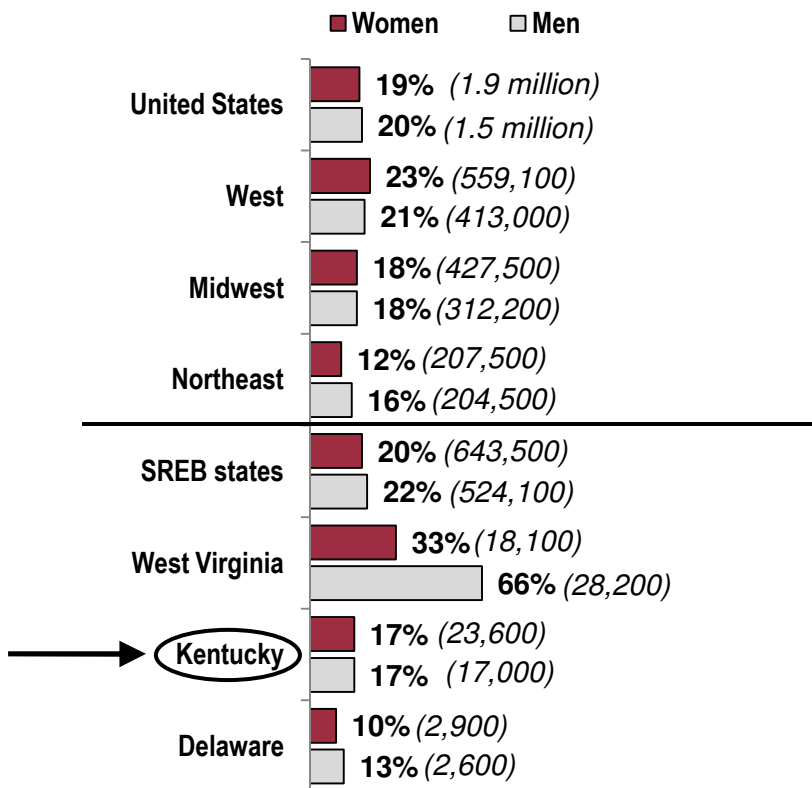 Women Men
United States
19% (1.9 million)
20% (1.5 million)
West
23% (559,100)
21% (413,000)
Midwest
18% (427,500)
18% (312,200)
Northeast
12% (207,500)
16% (204,500)
SREB states
20% (643,500)
22% (524,100)
West Virginia
33% (18,100)
66% (28,200)
Kentucky
17% (23,600)
17% (17,000)
Delaware
10% (2,900)
13% (2,600)